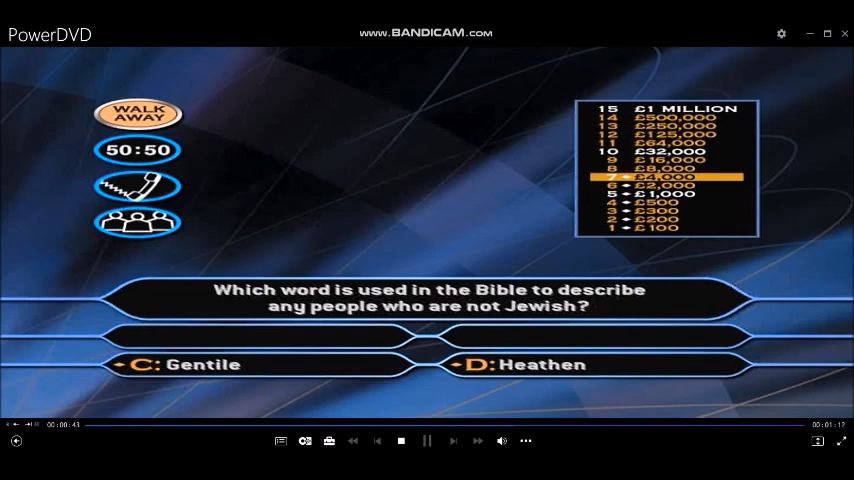 PowerDVD
www.BANDICAM.com
WALK
AWAY
50:50
15 £1 MILLION
14 £500,000
13 £250,000
12 £125,000
11 £64,000
10 £32,000
9 £16,000
8 £8,000
7 £4,000
6 £2,000
5 £1,000
4 £500
3 £300
2 £200
1 £100
Which word is used in the Bible to describe
any people who are not Jewish?
C: Gentile
D: Heathen
00:00:43
00:01:12